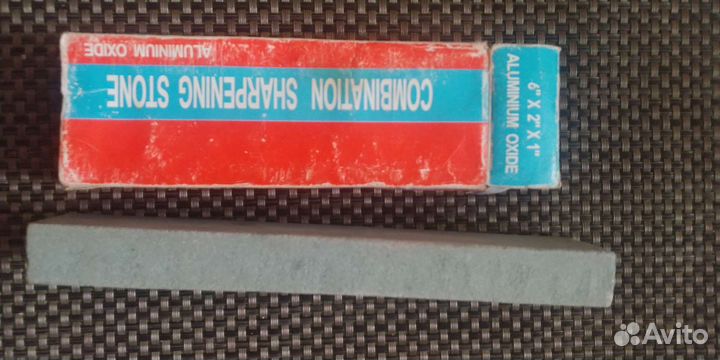 COMBINATION SHARPENING STONE
ALUMINIUM OXIDE
6" X 2" X 1"
ALUMINIUM OXIDE
Avito